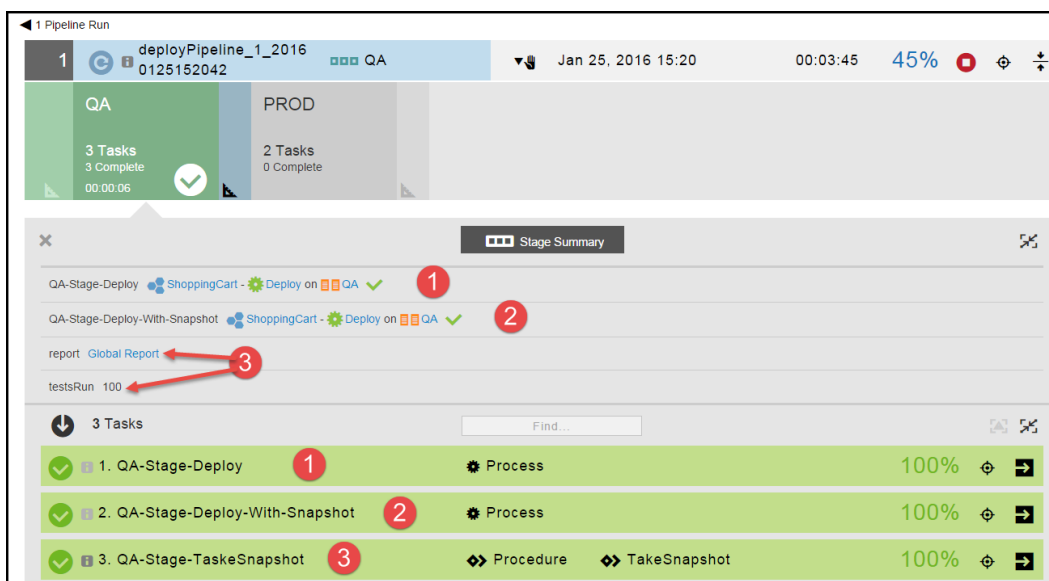 1 Pipeline Run
1 deployPipeline_1_2016 0125152042 QA Jan 25, 2016 15:20 00:03:45 45%
QA
3 Tasks
3 Complete
00:00:06
PROD
2 Tasks
0 Complete
Stage Summary
QA-Stage-Deploy ShoppingCart - Deploy on QA 1
QA-Stage-Deploy-With-Snapshot ShoppingCart - Deploy on QA 2
report Global Report 3
testsRun 100
3 Tasks Find...
1. QA-Stage-Deploy 1 Process 100%
2. QA-Stage-Deploy-With-Snapshot 2 Process 100%
3. QA-Stage-TaskeSnapshot 3 Procedure TakeSnapshot 100%